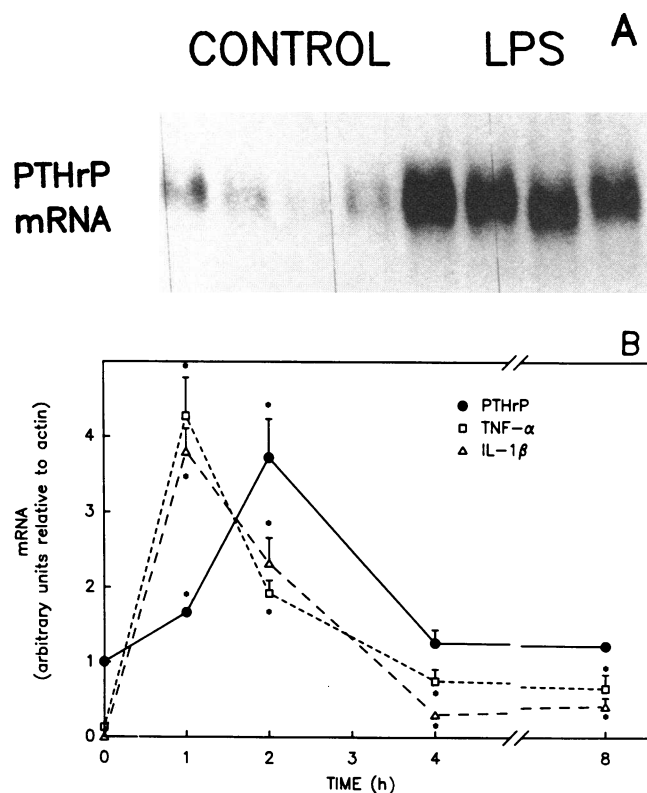 A
CONTROL LPS
PTHrP
mRNA
B
mRNA
(arbitrary units relative to actin)
PTHrP
TNF-α
IL-1β
4
3
2
1
0
0 1 2 3 4 8
TIME (h)